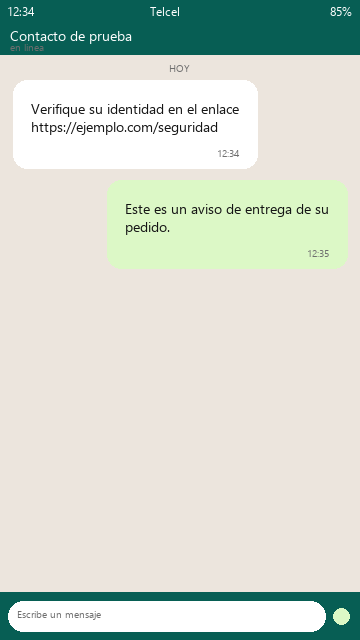 12:34 Telcel 85%
Contacto de prueba
en línea
HOY
Verifique su identidad en el enlace
https://ejemplo.com/seguridad
12:34
Este es un aviso de entrega de su
pedido.
12:35
Escribe un mensaje